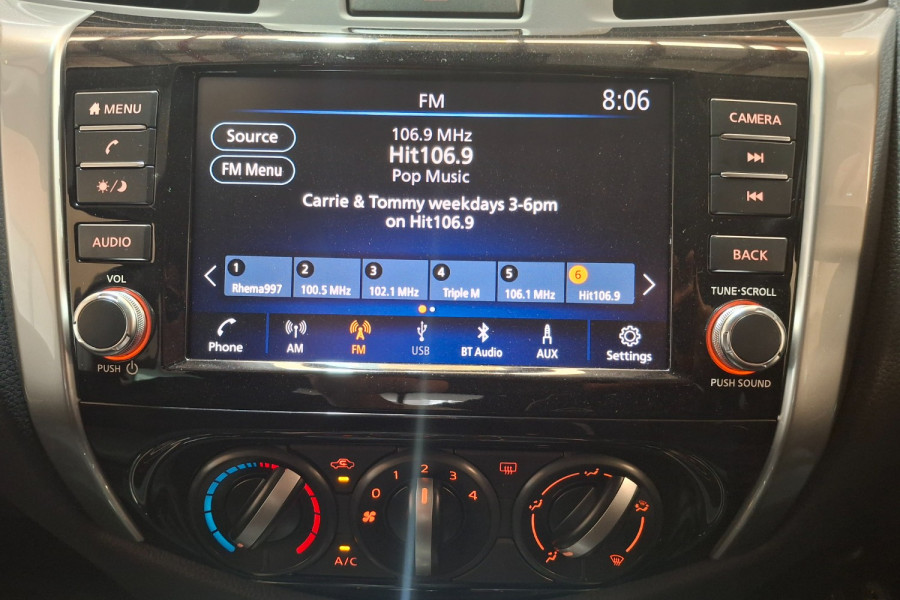 FM
8:06
MENU
Source
106.9 MHz
Hit106.9
Pop Music
FM Menu
Carrie & Tommy weekdays 3-6pm
on Hit106.9
CAMERA
AUDIO
BACK
1
2
3
4
5
6
Rhema997
100.5 MHz
102.1 MHz
Triple M
106.1 MHz
Hit106.9
VOL
TUNE·SCROLL
Phone
AM
FM
USB
BT Audio
AUX
Settings
PUSH
PUSH SOUND
0
1
2
3
4
A/C